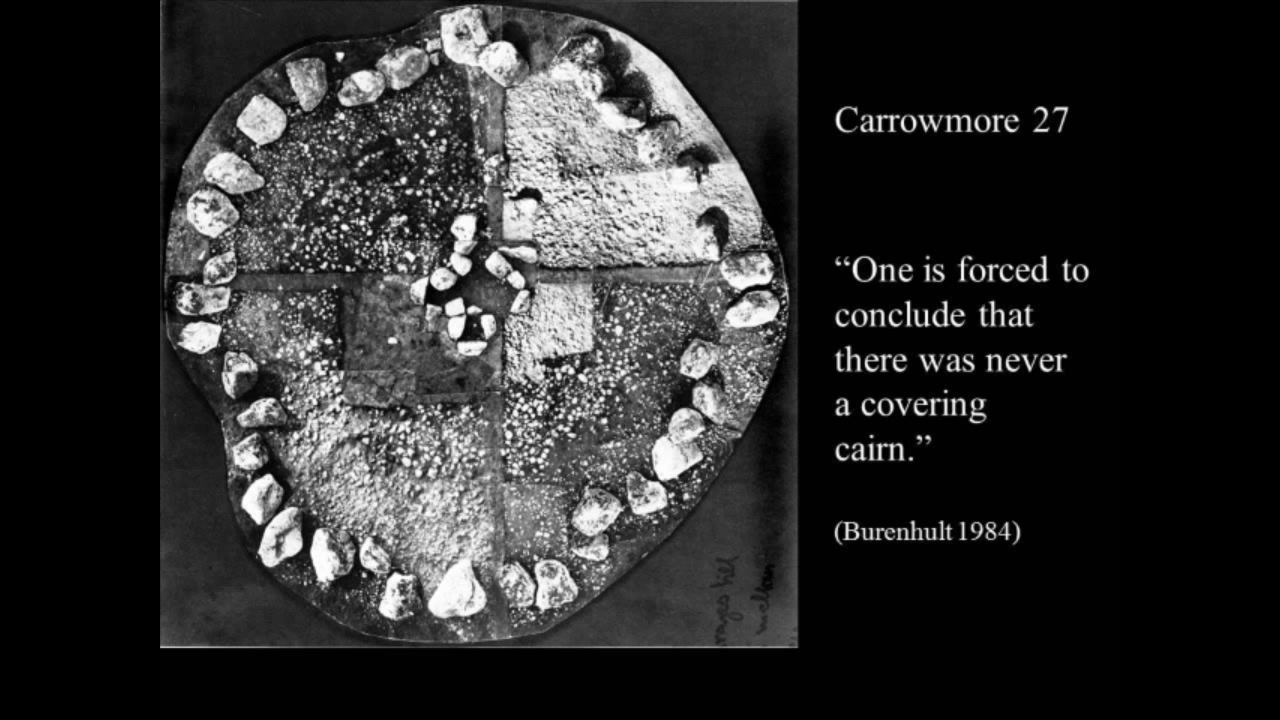 Carrowmore 27
“One is forced to
conclude that
there was never
a covering
cairn.”
(Burenhult 1984)